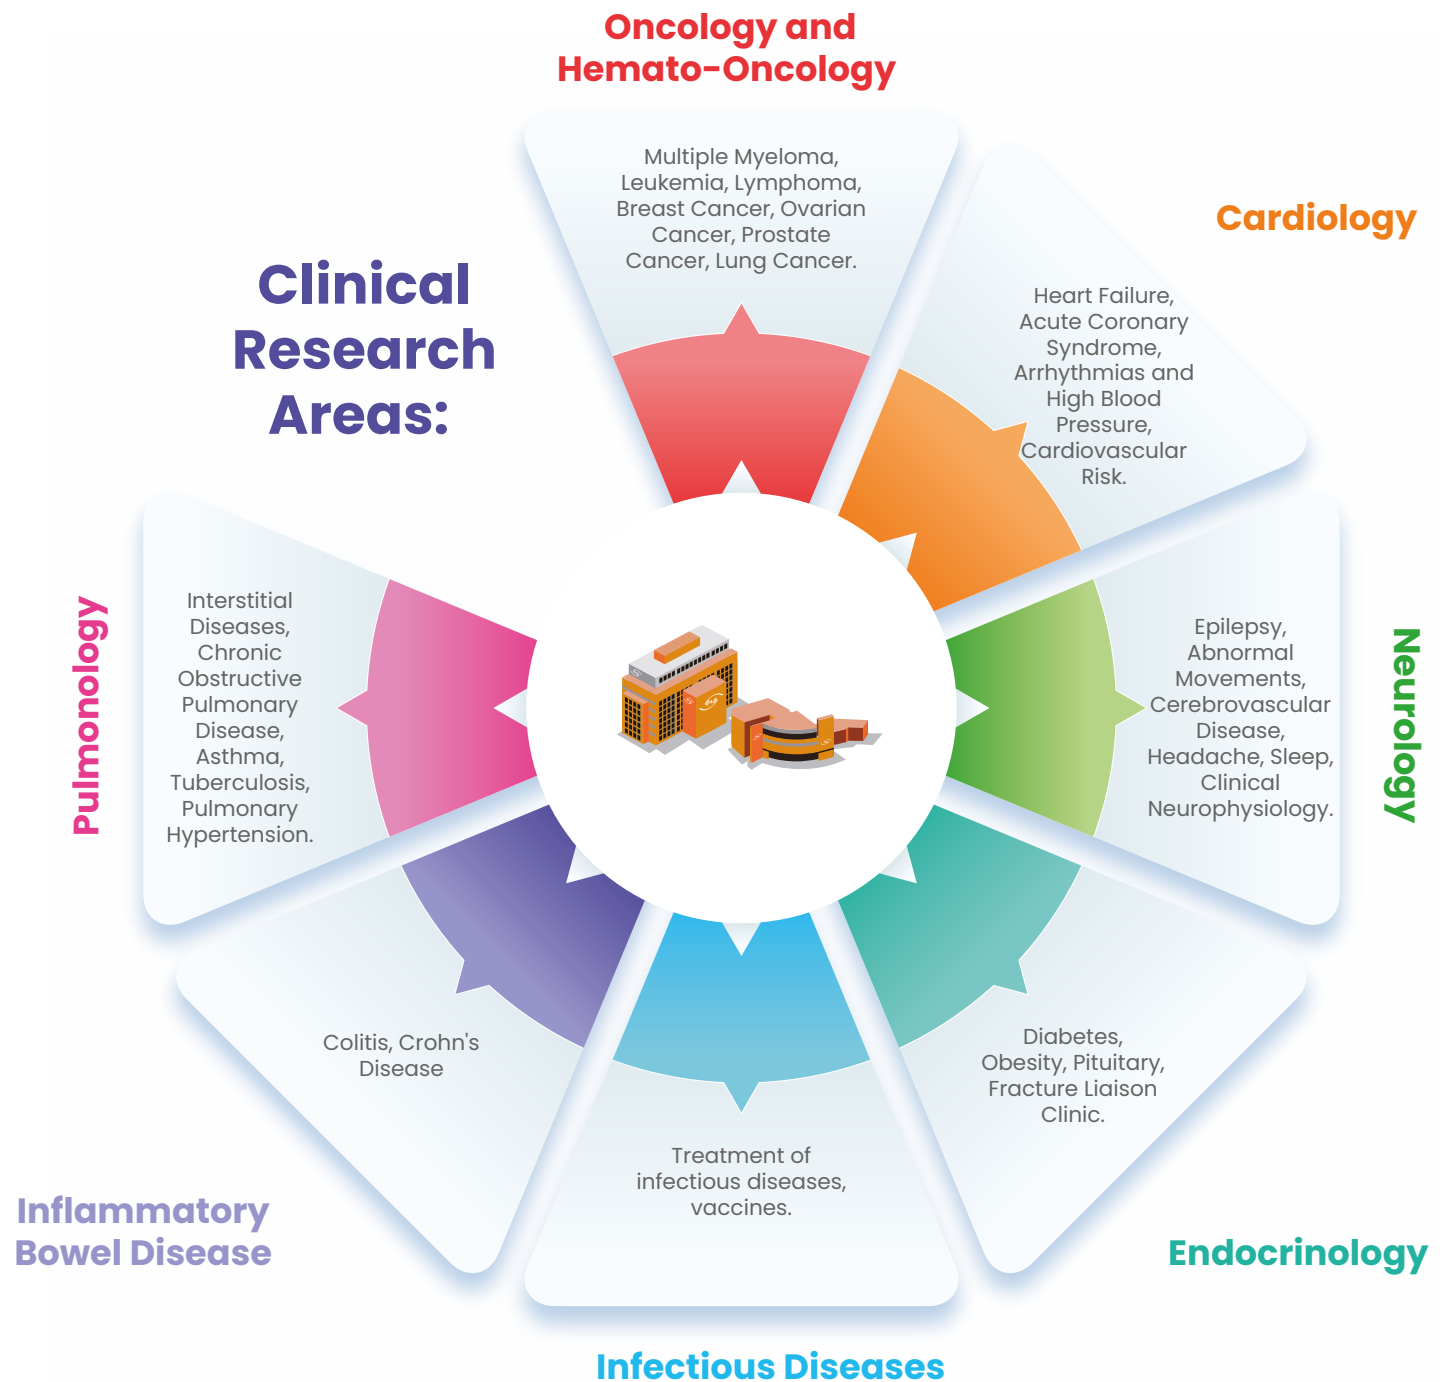 Oncology and
Hemato-Oncology
Multiple Myeloma,
Leukemia, Lymphoma,
Breast Cancer, Ovarian
Cancer, Prostate
Cancer, Lung Cancer.
Clinical
Research
Areas:
Cardiology
Heart Failure,
Acute Coronary
Syndrome,
Arrhythmias and
High Blood
Pressure,
Cardiovascular
Risk.
Neurology
Epilepsy,
Abnormal
Movements,
Cerebrovascular
Disease,
Headache, Sleep,
Clinical
Neurophysiology.
Endocrinology
Diabetes,
Obesity, Pituitary,
Fracture Liaison
Clinic.
Infectious Diseases
Treatment of
infectious diseases,
vaccines.
Inflammatory
Bowel Disease
Colitis, Crohn's
Disease
Pulmonology
Interstitial
Diseases,
Chronic
Obstructive
Pulmonary
Disease,
Asthma,
Tuberculosis,
Pulmonary
Hypertension.